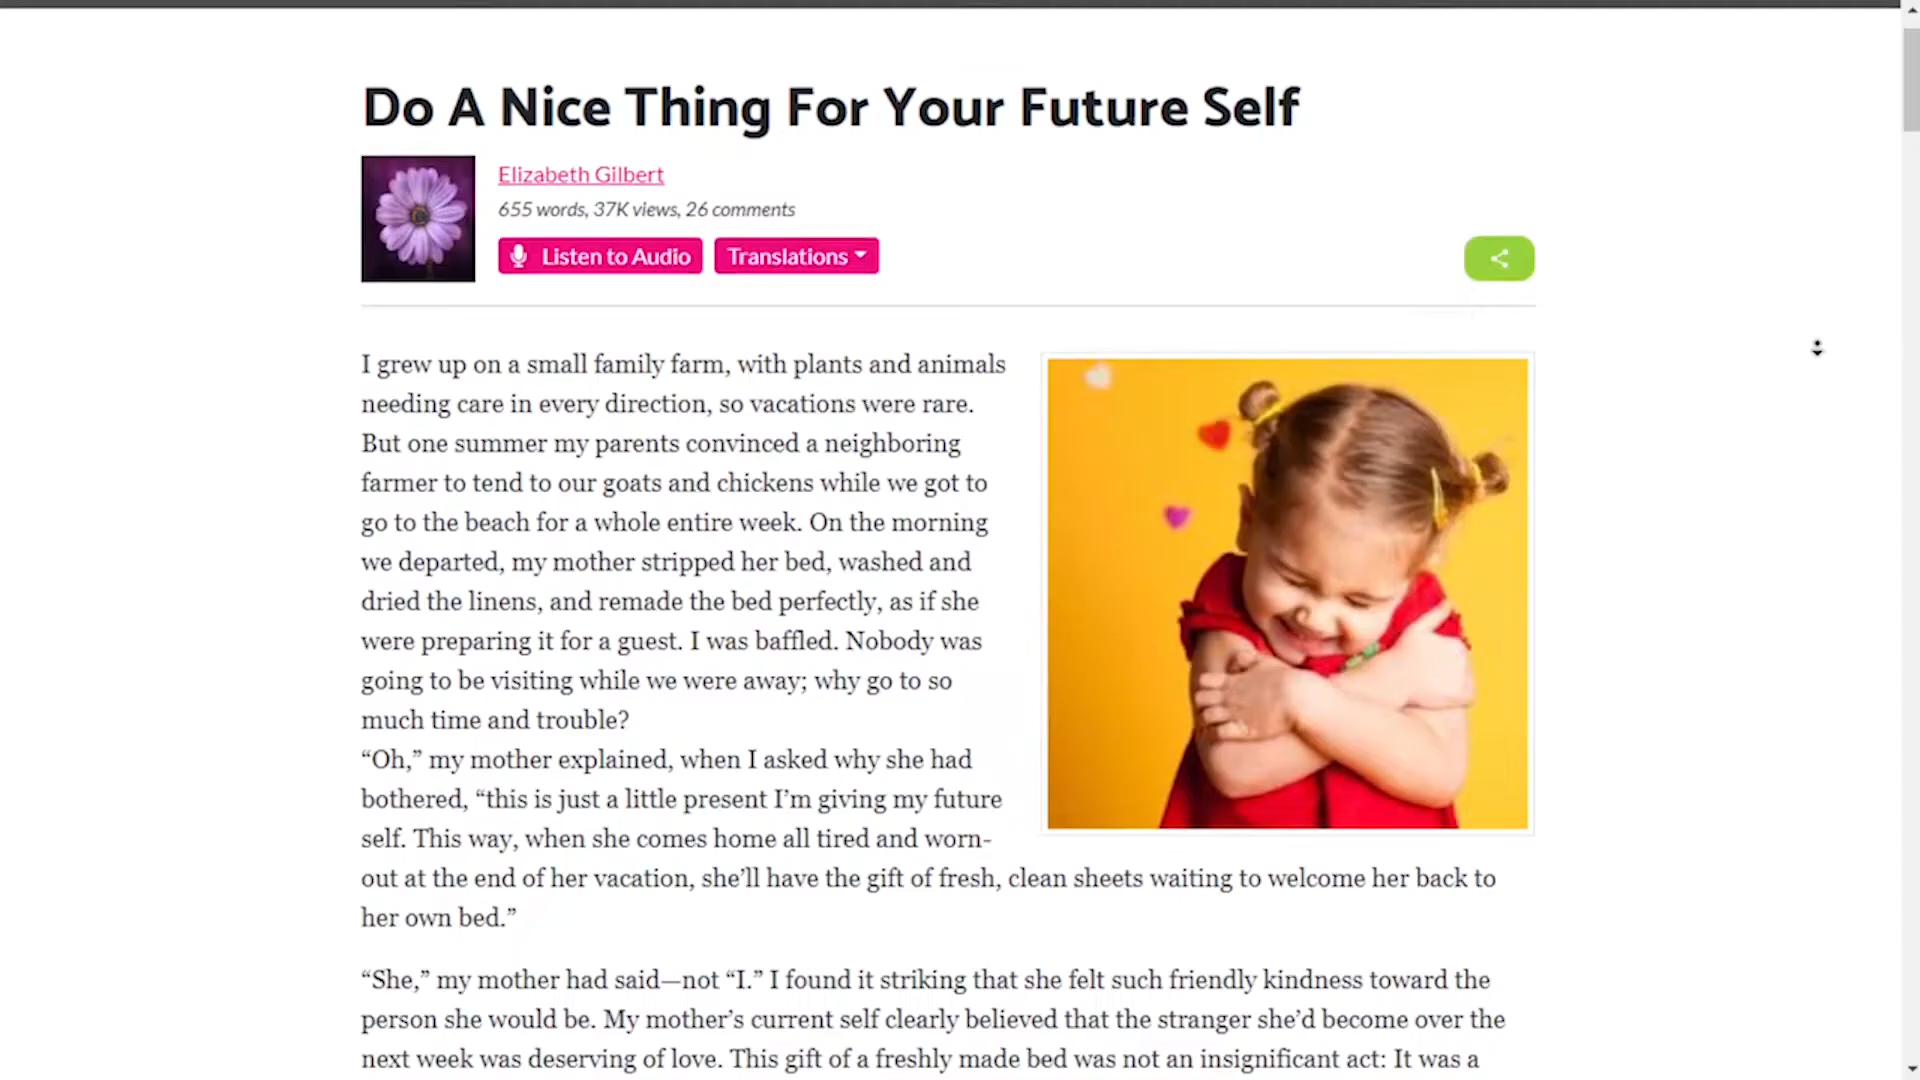 Do A Nice Thing For Your Future Self
Elizabeth Gilbert
655 words, 37K views, 26 comments
Listen to Audio
Translations
I grew up on a small family farm, with plants and animals
needing care in every direction, so vacations were rare.
But one summer my parents convinced a neighboring
farmer to tend to our goats and chickens while we got to
go to the beach for a whole entire week. On the morning
we departed, my mother stripped her bed, washed and
dried the linens, and remade the bed perfectly, as if she
were preparing it for a guest. I was baffled. Nobody was
going to be visiting while we were away; why go to so
much time and trouble?
“Oh,” my mother explained, when I asked why she had
bothered, “this is just a little present I’m giving my future
self. This way, when she comes home all tired and worn-
out at the end of her vacation, she’ll have the gift of fresh, clean sheets waiting to welcome her back to
her own bed.”
“She,” my mother had said—not “I.” I found it striking that she felt such friendly kindness toward the
person she would be. My mother’s current self clearly believed that the stranger she’d become over the
next week was deserving of love. This gift of a freshly made bed was not an insignificant act: It was a